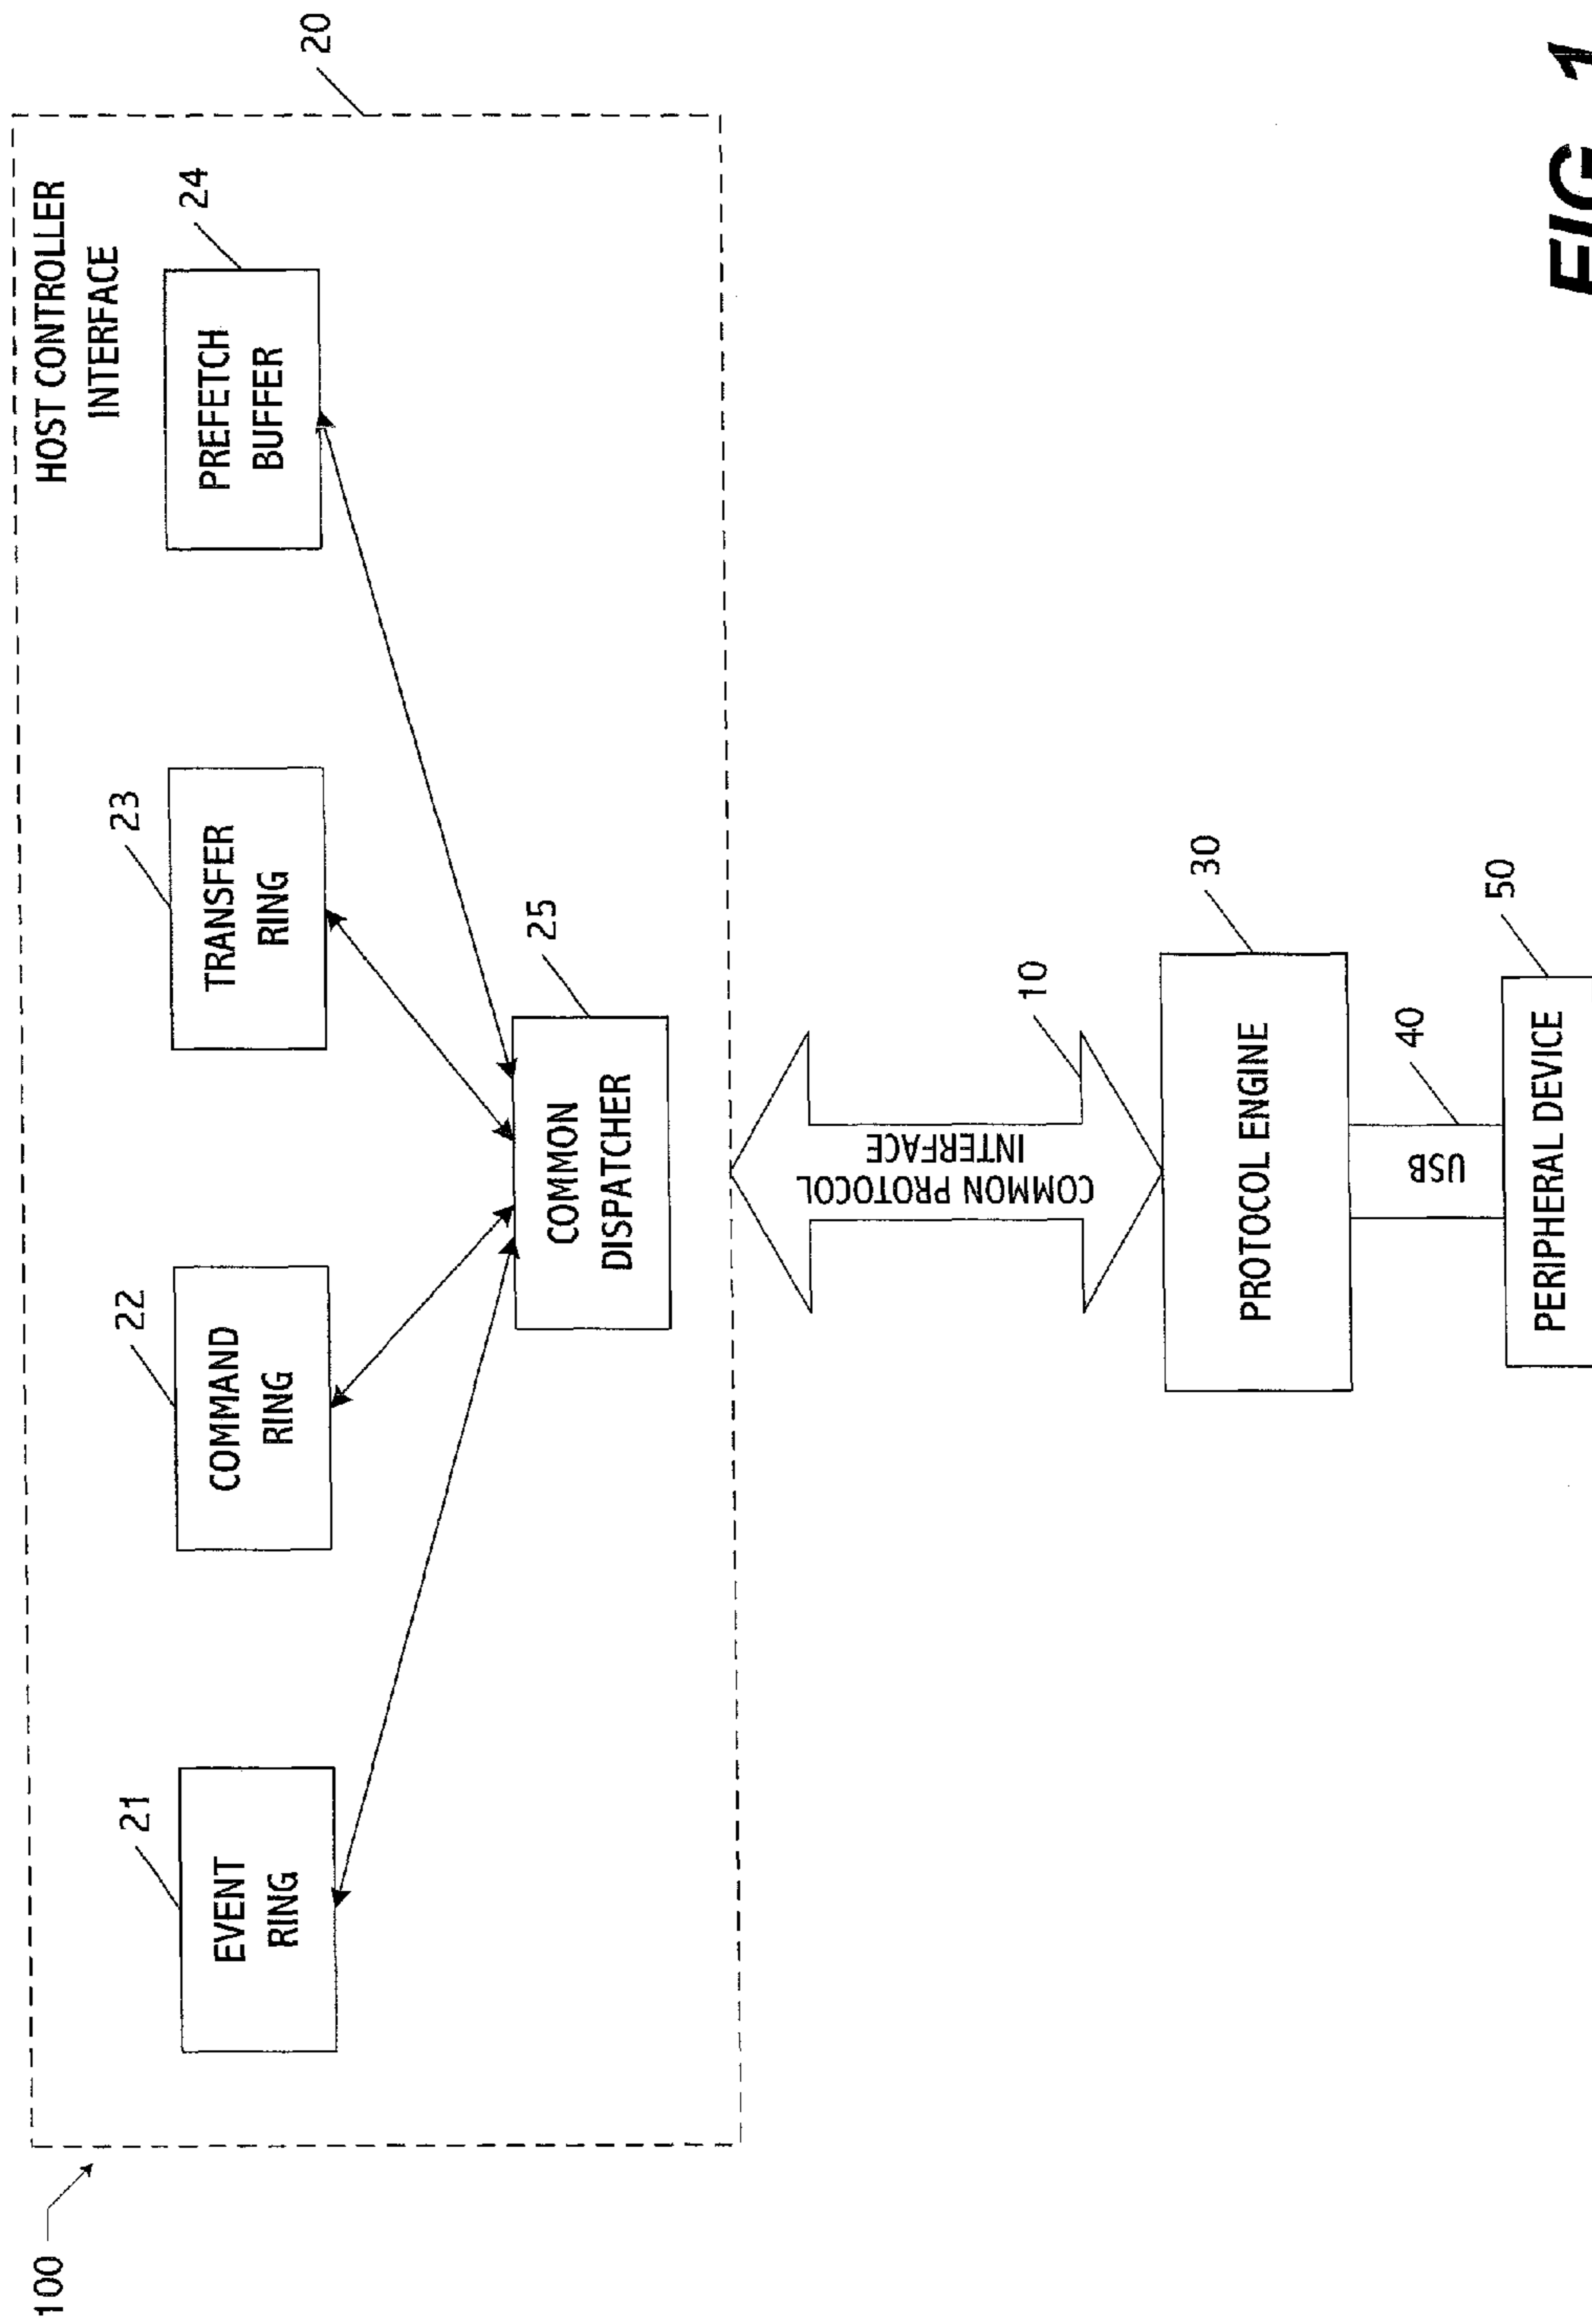 100
HOST CONTROLLER
INTERFACE
20
21
22
23
24
EVENT
RING
COMMAND
RING
TRANSFER
RING
PREFETCH
BUFFER
25
COMMON
DISPATCHER
COMMON PROTOCOL
INTERFACE
10
30
PROTOCOL ENGINE
USB
40
50
PERIPHERAL DEVICE
FIG. 1